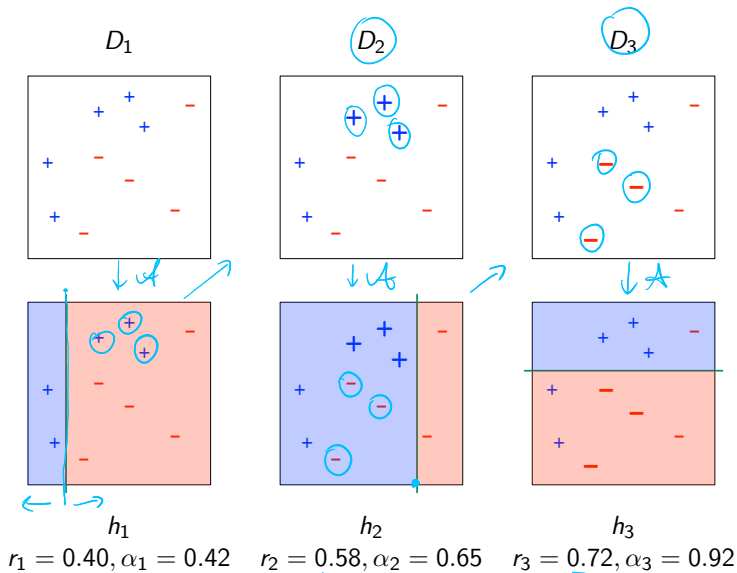 D₁ D₂ D₃
A A A
h₁ h₂ h₃
r₁ = 0.40, α₁ = 0.42 r₂ = 0.58, α₂ = 0.65 r₃ = 0.72, α₃ = 0.92